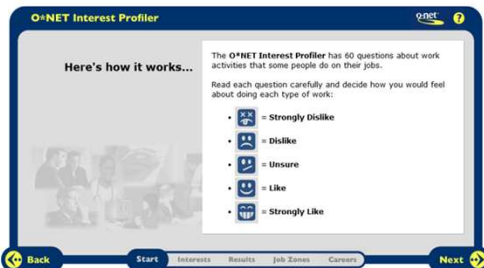 O*NET Interest Profiler
o*net
?
Here's how it works...
The O*NET Interest Profiler has 60 questions about work
activities that some people do on their jobs.
Read each question carefully and decide how you would feel
about doing each type of work:
• = Strongly Dislike
• = Dislike
• = Unsure
• = Like
• = Strongly Like
Back
Start
Interests
Results
Job Zones
Careers
Next